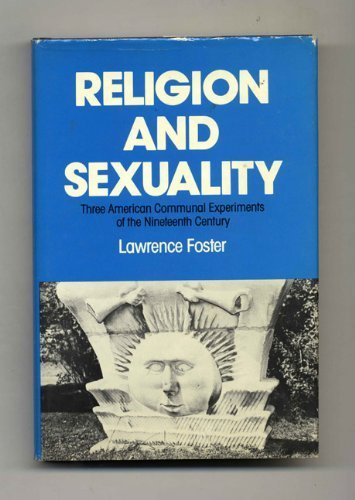 RELIGION
AND
SEXUALITY
Three American Communal Experiments
of the Nineteenth Century
Lawrence Foster